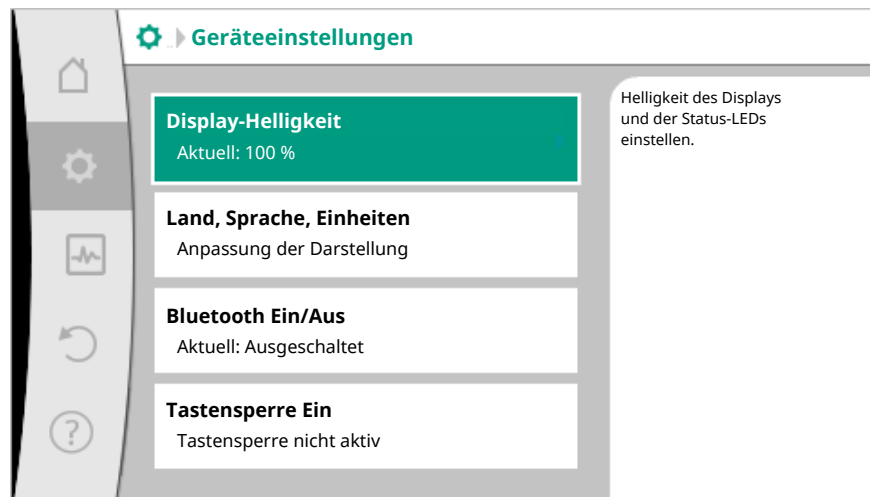 Geräteeinstellungen
Display-Helligkeit
Aktuell: 100 %
Land, Sprache, Einheiten
Anpassung der Darstellung
Bluetooth Ein/Aus
Aktuell: Ausgeschaltet
Tastensperre Ein
Tastensperre nicht aktiv
Helligkeit des Displays
und der Status-LEDs
einstellen.